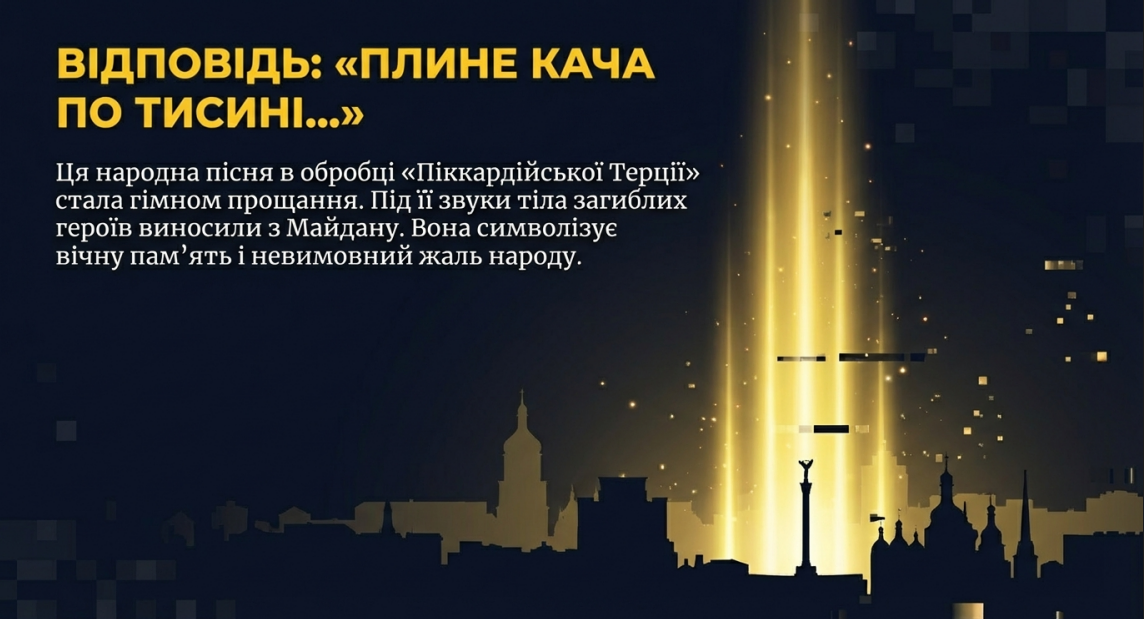 ВІДПОВІДЬ: «ПЛИНЕ КАЧА
ПО ТИСИНІ...»
Ця народна пісня в обробці «Піккардійської Терції»
стала гімном прощання. Під її звуки тіла загиблих
героїв виносили з Майдану. Вона символізує
вічну пам’ять і невимовний жаль народу.